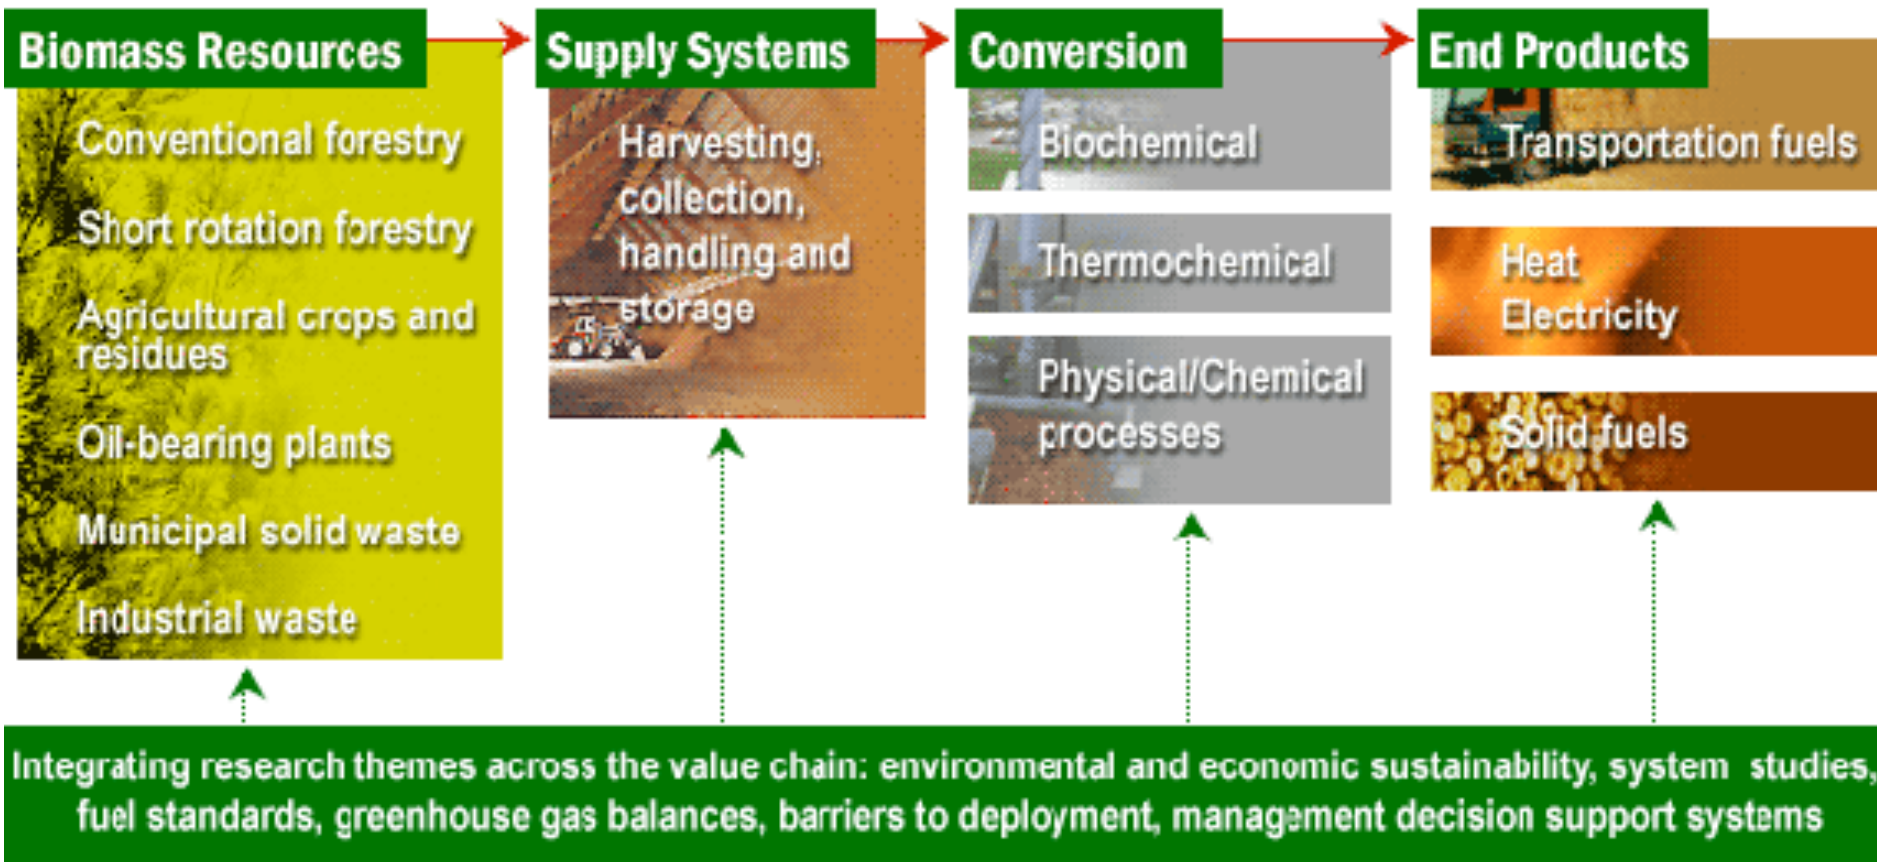 Biomass Resources
Conventional forestry
Short rotation forestry
Agricultural crops and
residues
Oil-bearing plants
Municipal solid waste
Industrial waste
Supply Systems
Harvesting,
collection,
handling and
storage
Conversion
Biochemical
Thermochemical
Physical/Chemical
processes
End Products
Transportation fuels
Heat
Electricity
Solid fuels
Integrating research themes across the value chain: environmental and economic sustainability, system studies,
fuel standards, greenhouse gas balances, barriers to deployment, management decision support systems